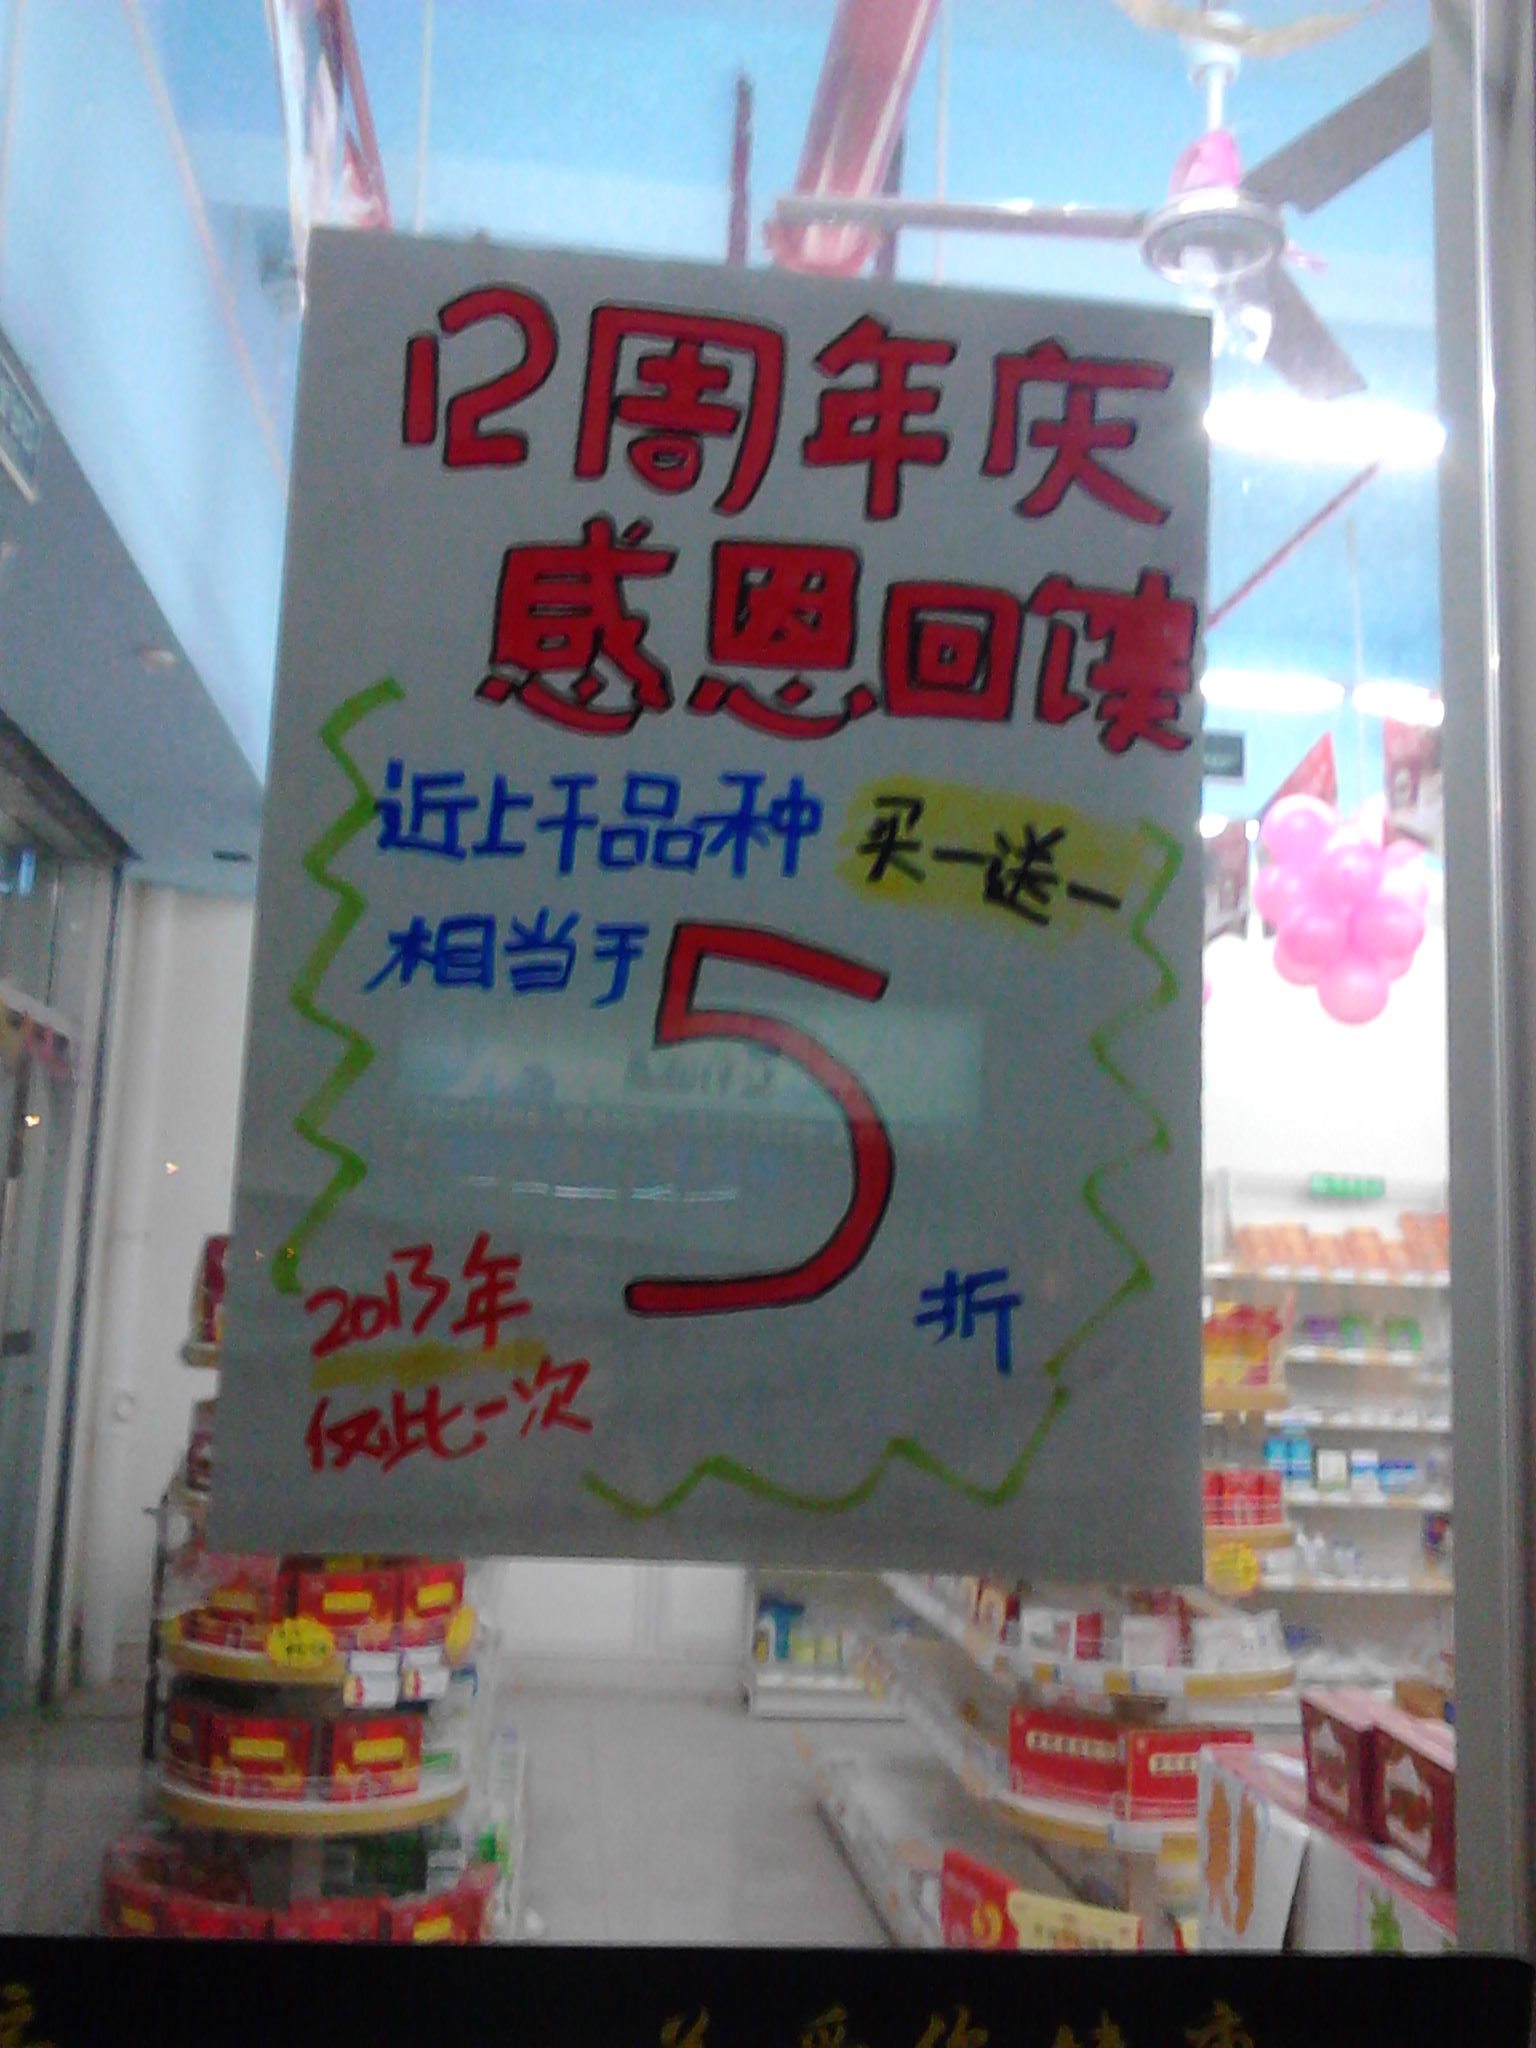 12周年庆
感恩回馈
近上千品种 买一送一
相当于5折
2013年
仅此一次